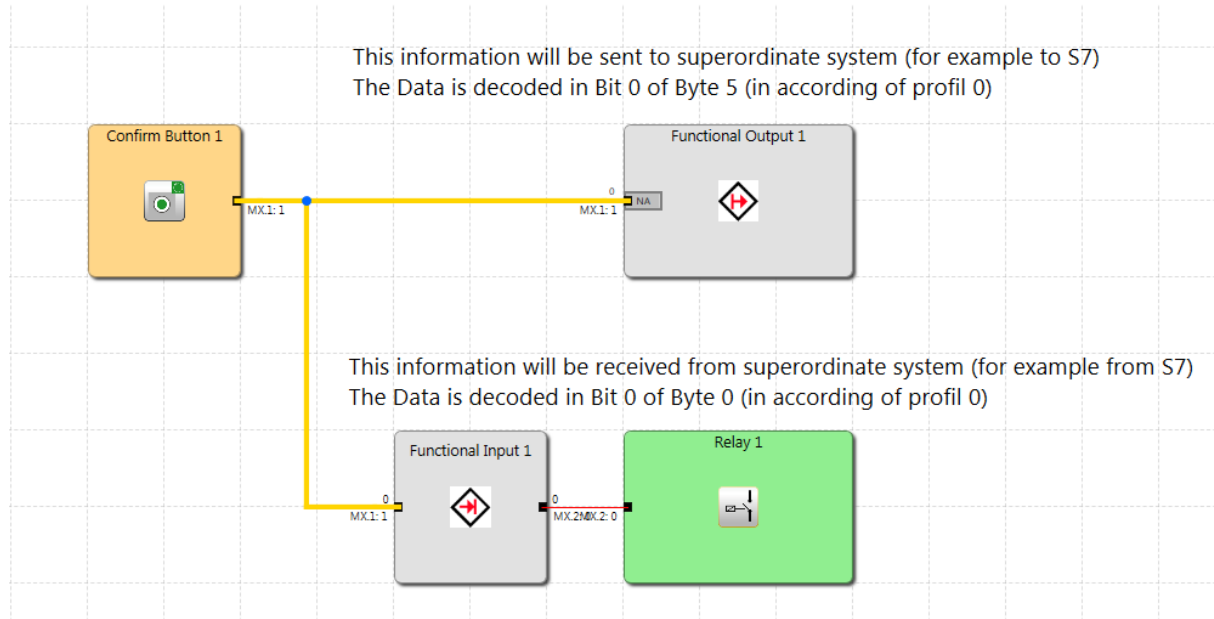 This information will be sent to superordinate system (for example to S7)
The Data is decoded in Bit 0 of Byte 5 (in according of profil 0)
Confirm Button 1
Functional Output 1
0
NA
MX.1: 1
MX.1: 1
This information will be received from superordinate system (for example from S7)
The Data is decoded in Bit 0 of Byte 0 (in according of profil 0)
Functional Input 1
Relay 1
0
0
MX.1: 1
MX.2: 0